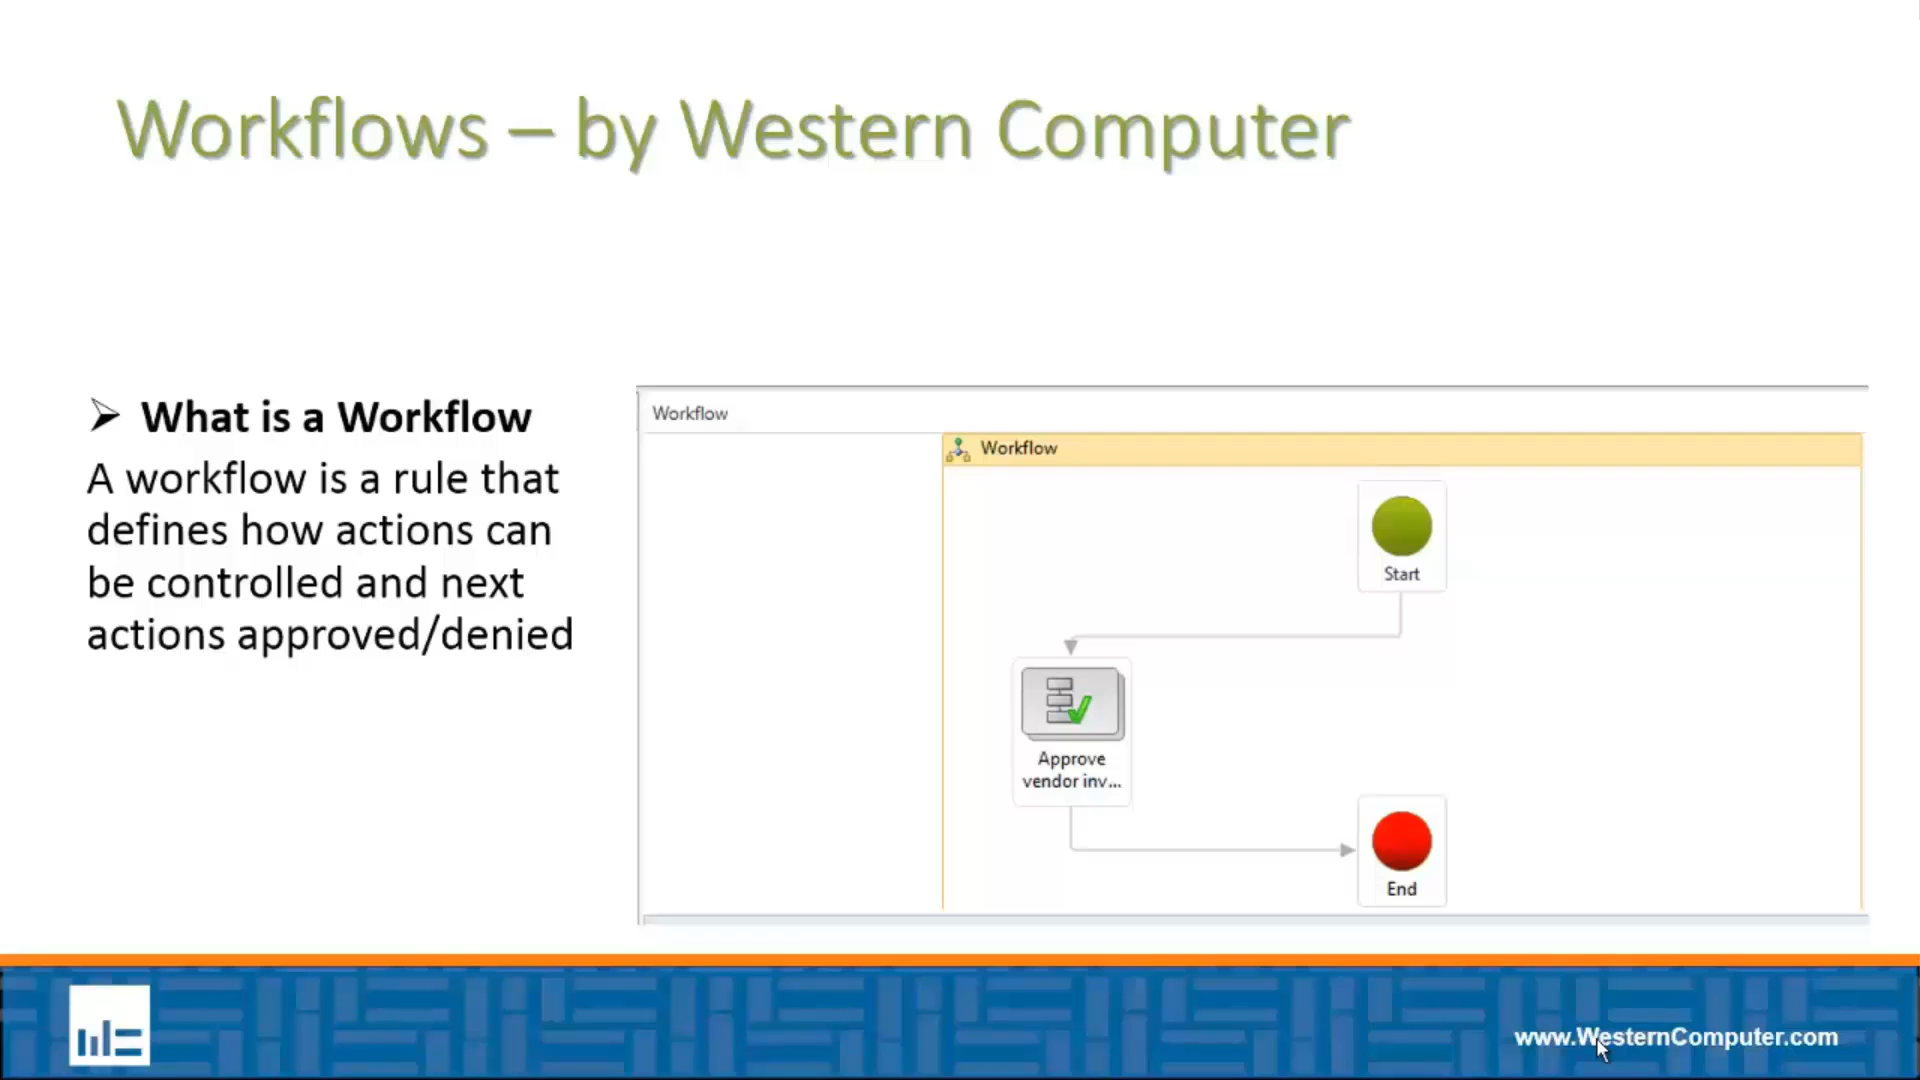 Workflows – by Western Computer
➢ What is a Workflow
A workflow is a rule that
defines how actions can
be controlled and next
actions approved/denied
Workflow
Workflow
Start
Approve
vendor inv...
End
www.WesternComputer.com